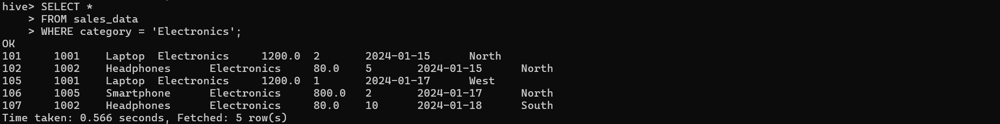 hive> SELECT *
    > FROM sales_data
    > WHERE category = 'Electronics';
OK
101     1001    Laptop  Electronics     1200.0  2       2024-01-15      North
102     1002    Headphones      Electronics     80.0    5       2024-01-15      North
105     1001    Laptop  Electronics     1200.0  1       2024-01-17      West
106     1005    Smartphone      Electronics     800.0   2       2024-01-17      North
107     1002    Headphones      Electronics     80.0    10      2024-01-18      South
Time taken: 0.566 seconds, Fetched: 5 row(s)